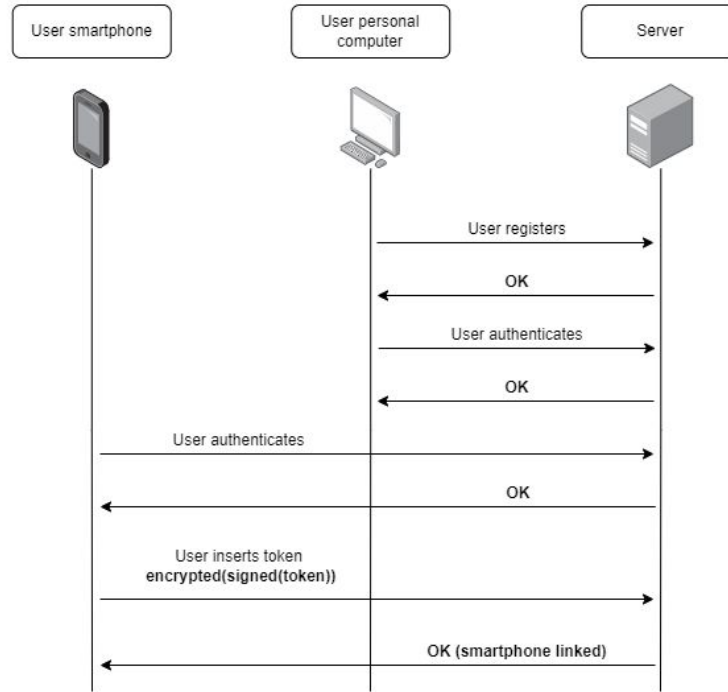 User smartphone
User personal
computer
Server
User registers
OK
User authenticates
OK
User authenticates
OK
User inserts token
encrypted(signed(token))
OK (smartphone linked)